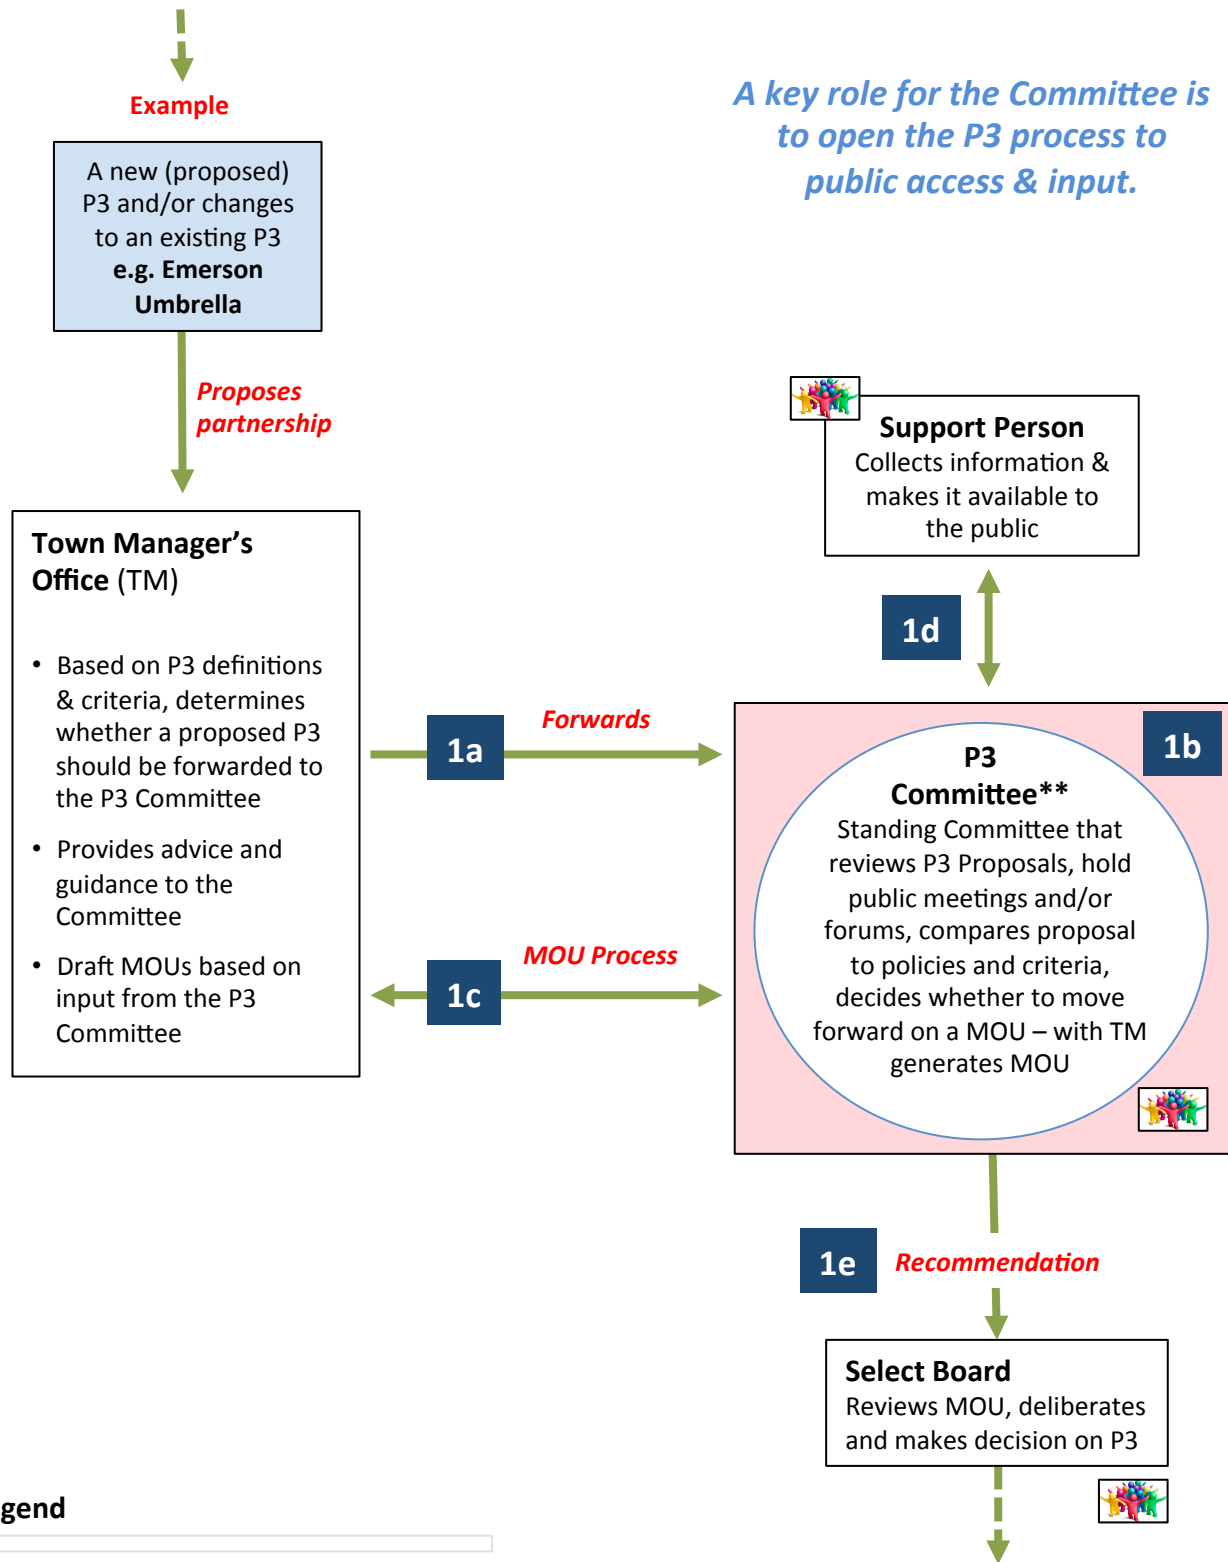 Example
A key role for the Committee is
to open the P3 process to
public access & input.
A new (proposed)
P3 and/or changes
to an existing P3
e.g. Emerson
Umbrella
Proposes
partnership
Support Person
Collects information &
makes it available to
the public
Town Manager’s
Office (TM)
• Based on P3 definitions
& criteria, determines
whether a proposed P3
should be forwarded to
the P3 Committee
• Provides advice and
guidance to the
Committee
• Draft MOUs based on
input from the P3
Committee
1d
1a
Forwards
1b
P3
Committee**
Standing Committee that
reviews P3 Proposals, hold
public meetings and/or
forums, compares proposal
to policies and criteria,
decides whether to move
forward on a MOU – with TM
generates MOU
1c
MOU Process
1e
Recommendation
Select Board
Reviews MOU, deliberates
and makes decision on P3
gend